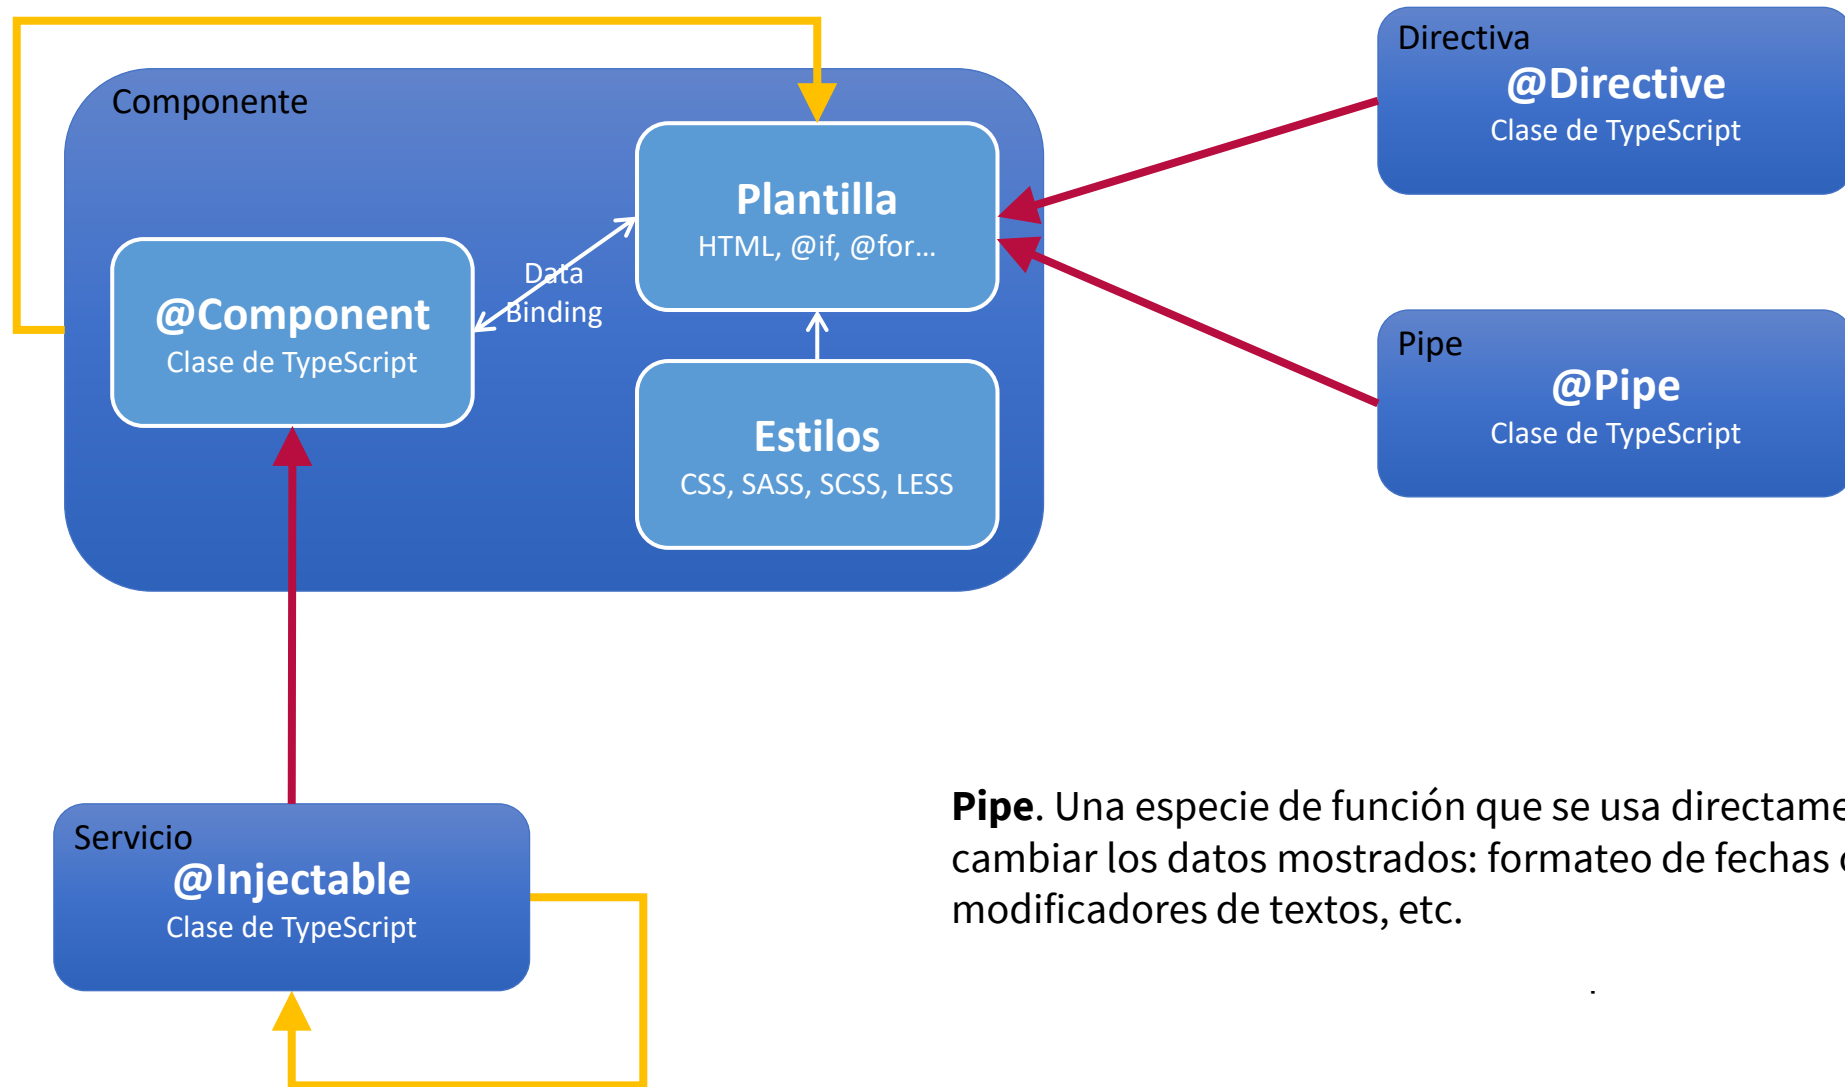 Componente
@Component
Clase de TypeScript
Data
Binding
Plantilla
HTML, @if, @for...
Estilos
CSS, SASS, SCSS, LESS
Directiva
@Directive
Clase de TypeScript
Pipe
@Pipe
Clase de TypeScript
Servicio
@Injectable
Clase de TypeScript
Pipe. Una especie de función que se usa
cambiar los datos mostrados: formateo de fechas
modificadores de textos, etc.